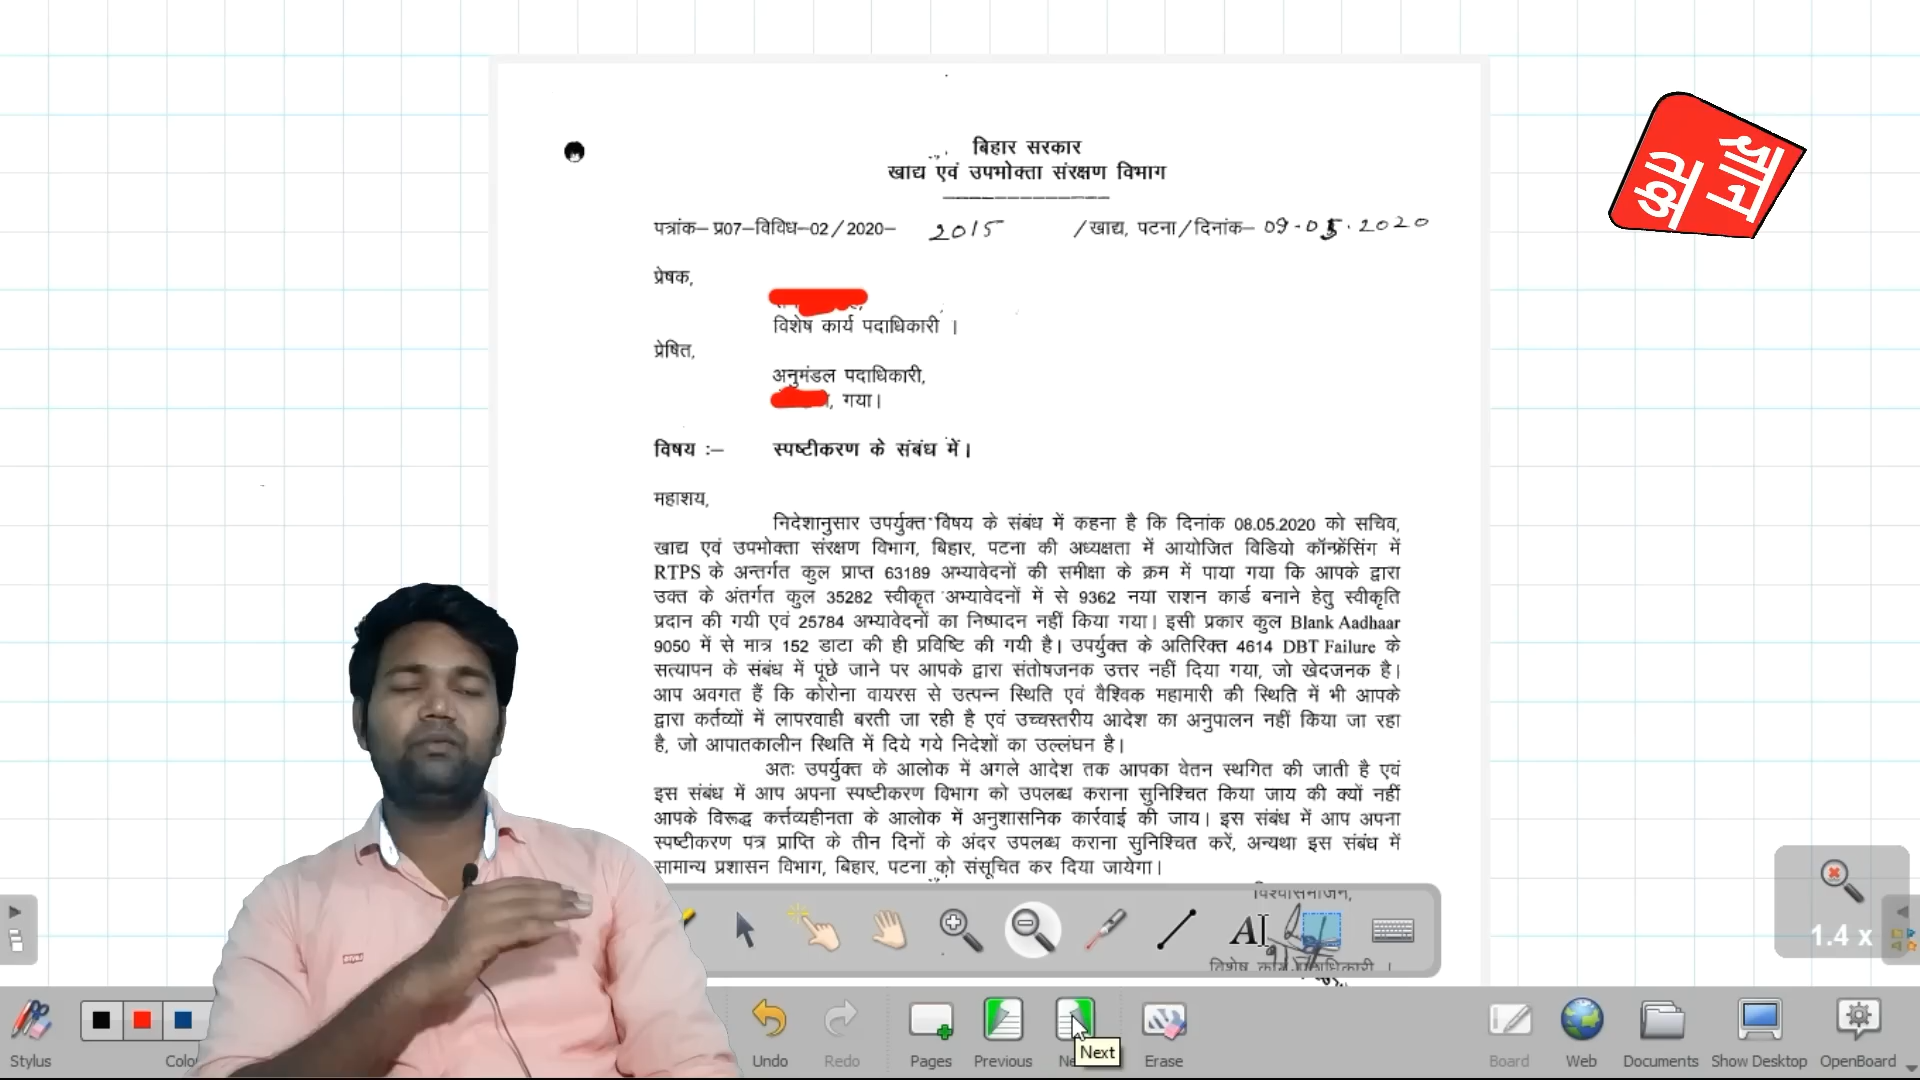 बिहार सरकार
खाद्य एवं उपभोक्ता संरक्षण विभाग
पत्रांक– प्र07–विविध–02/2020– 2015 /खाद्य, पटना/दिनांक– 09-05.2020
प्रेषक,
विशेष कार्य पदाधिकारी ।
प्रेषित,
अनुमंडल पदाधिकारी,
, गया।
विषय :– स्पष्टीकरण के संबंध में।
महाशय,
निदेशानुसार उपर्युक्त विषय के संबंध में कहना है कि दिनांक 08.05.2020 को सचिव,
खाद्य एवं उपभोक्ता संरक्षण विभाग, बिहार, पटना की अध्यक्षता में आयोजित विडियो कॉन्फ्रेंसिंग में
RTPS के अन्तर्गत कुल प्राप्त 63189 अभ्यावेदनों की समीक्षा के क्रम में पाया गया कि आपके द्वारा
उक्त के अंतर्गत कुल 35282 स्वीकृत अभ्यावेदनों में से 9362 नया राशन कार्ड बनाने हेतु स्वीकृति
प्रदान की गयी एवं 25784 अभ्यावेदनों का निष्पादन नहीं किया गया। इसी प्रकार कुल Blank Aadhaar
9050 में से मात्र 152 डाटा की ही प्रविष्टि की गयी है। उपर्युक्त के अतिरिक्त 4614 DBT Failure के
सत्यापन के संबंध में पूछे जाने पर आपके द्वारा संतोषजनक उत्तर नहीं दिया गया, जो खेदजनक है।
आप अवगत हैं कि कोरोना वायरस से उत्पन्न स्थिति एवं वैश्विक महामारी की स्थिति में भी आपके
द्वारा कर्तव्यों में लापरवाही बरती जा रही है एवं उच्चस्तरीय आदेश का अनुपालन नहीं किया जा रहा
है, जो आपातकालीन स्थिति में दिये गये निदेशों का उल्लंघन है।
अतः उपर्युक्त के आलोक में अगले आदेश तक आपका वेतन स्थगित की जाती है एवं
इस संबंध में आप अपना स्पष्टीकरण विभाग को उपलब्ध कराना सुनिश्चित किया जाय की क्यों नहीं
आपके विरूद्ध कर्त्तव्यहीनता के आलोक में अनुशासनिक कार्रवाई की जाय। इस संबंध में आप अपना
स्पष्टीकरण पत्र प्राप्ति के तीन दिनों के अंदर उपलब्ध कराना सुनिश्चित करें, अन्यथा इस संबंध में
सामान्य प्रशासन विभाग, बिहार, पटना को संसूचित कर दिया जायेगा।
विश्वासभाजन,
विशेष कार्य पदाधिकारी ।
ज्ञान
तक
1.4 x
Stylus
Undo
Redo
Pages
Previous
Next
Erase
Board
Web
Documents
Show Desktop
OpenBoard